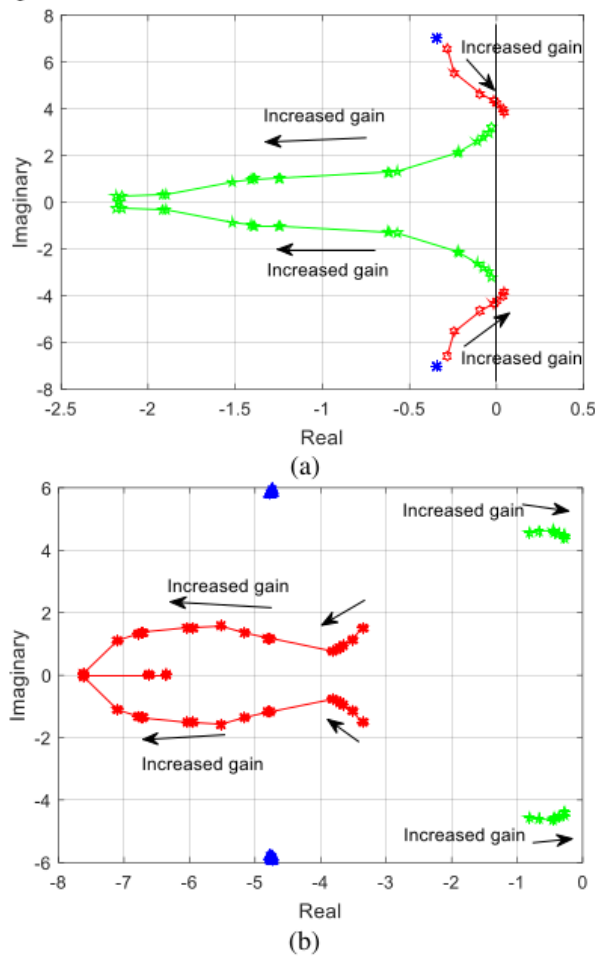 8
6
4
2
0
-2
-4
-6
-8
Imaginary
Increased gain
Increased gain
Increased gain
Increased gain
-2.5 -2 -1.5 -1 -0.5 0 0.5
Real
(a)
6
4
2
0
-2
-4
-6
Imaginary
Increased gain
Increased gain
Increased gain
Increased gain
-8 -7 -6 -5 -4 -3 -2 -1 0
Real
(b)